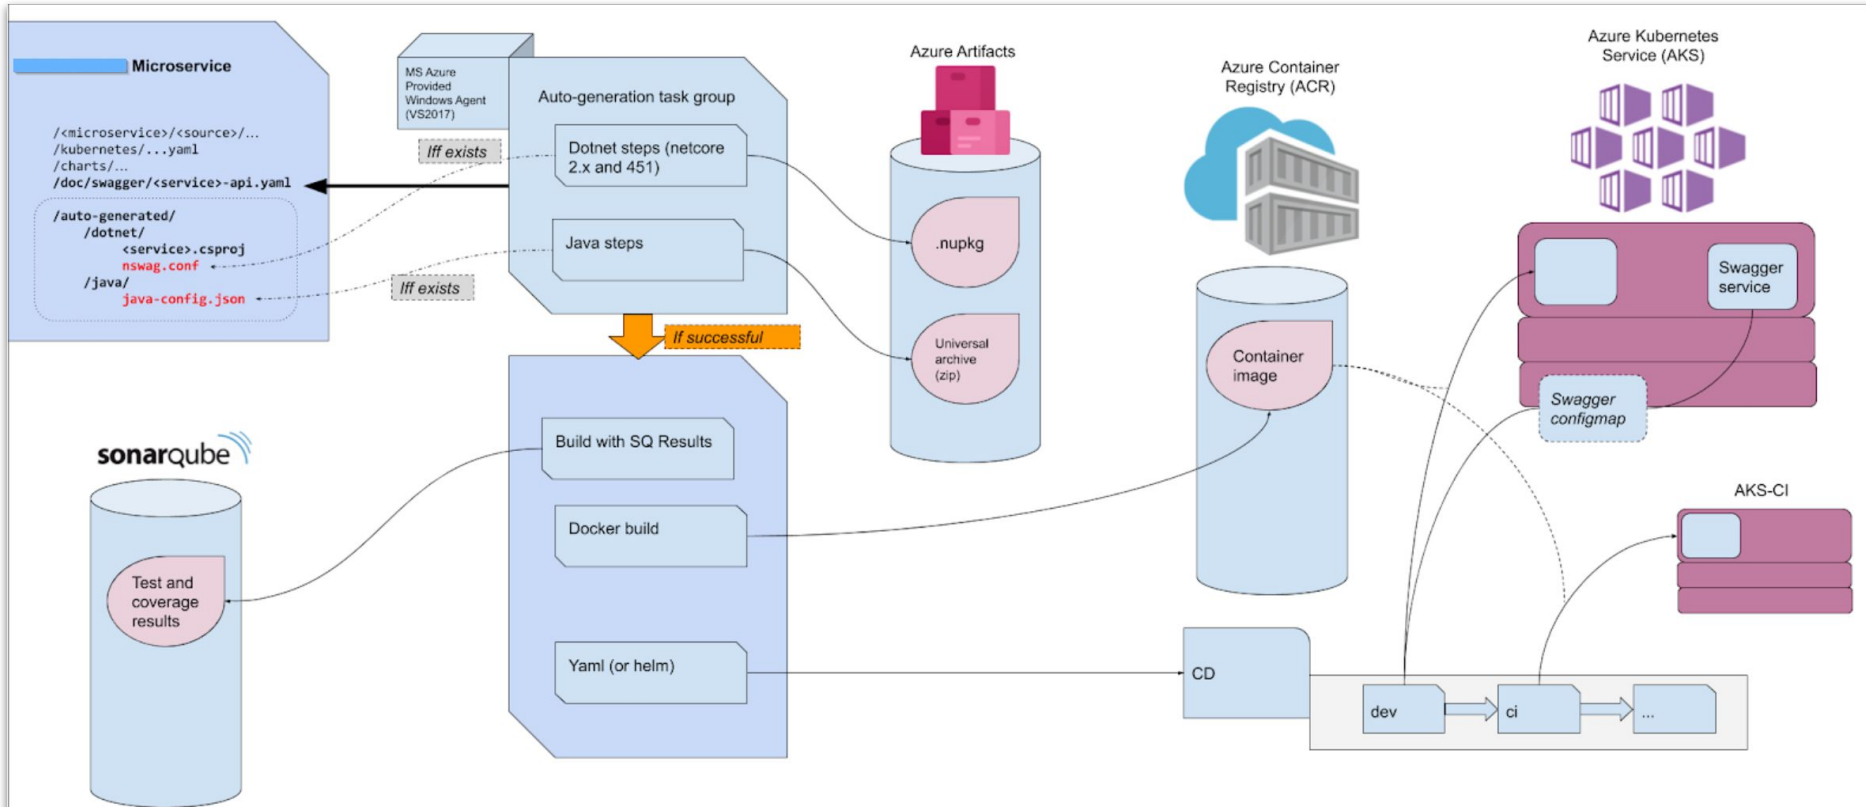 Microservice
/<microservice>/<source>/...
/kubernetes/...yaml
/charts/...
/doc/swagger/<service>-api.yaml
/auto-generated/
/dotnet/
<service>.csproj
nswag.conf
/java/
java-config.json
MS Azure
Provided
Windows Agent
(VS2017)
Iff exists
Iff exists
Auto-generation task group
Dotnet steps (netcore
2.x and 451)
Java steps
If successful
Build with SQ Results
Docker build
Yaml (or helm)
sonarqube
Test and
coverage
results
Azure Artifacts
.nupkg
Universal
archive
(zip)
Azure Container
Registry (ACR)
Container
image
Azure Kubernetes
Service (AKS)
Swagger
service
Swagger
configmap
AKS-CI
CD
dev
ci
...